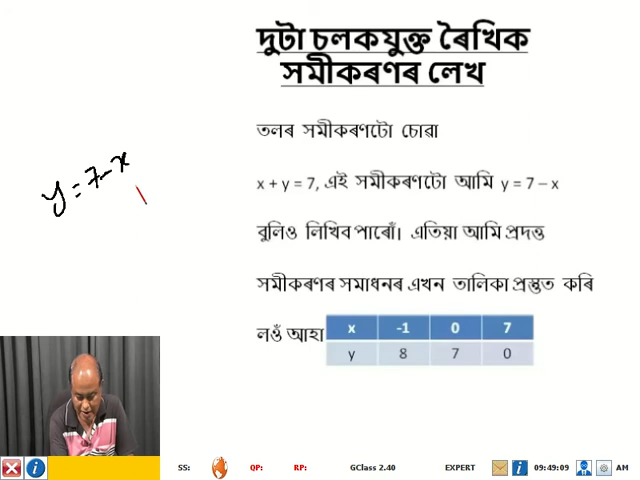 দুটা চলকযুক্ত ৰৈখিক
সমীকৰণৰ লেখ
তলৰ সমীকৰণটো চোৱা
x + y = 7, এই সমীকৰণটো আমি y = 7 – x
বুলিও লিখিব পাৰোঁ। এতিয়া আমি প্ৰদত্ত
সমীকৰণৰ সমাধনৰ এখন তালিকা প্ৰস্তুত কৰি
লওঁ আহা
x -1 0 7
y 8 7 0
y = 7 – x
SS: QP: RP: GClass 2.40 EXPERT 09:49:09